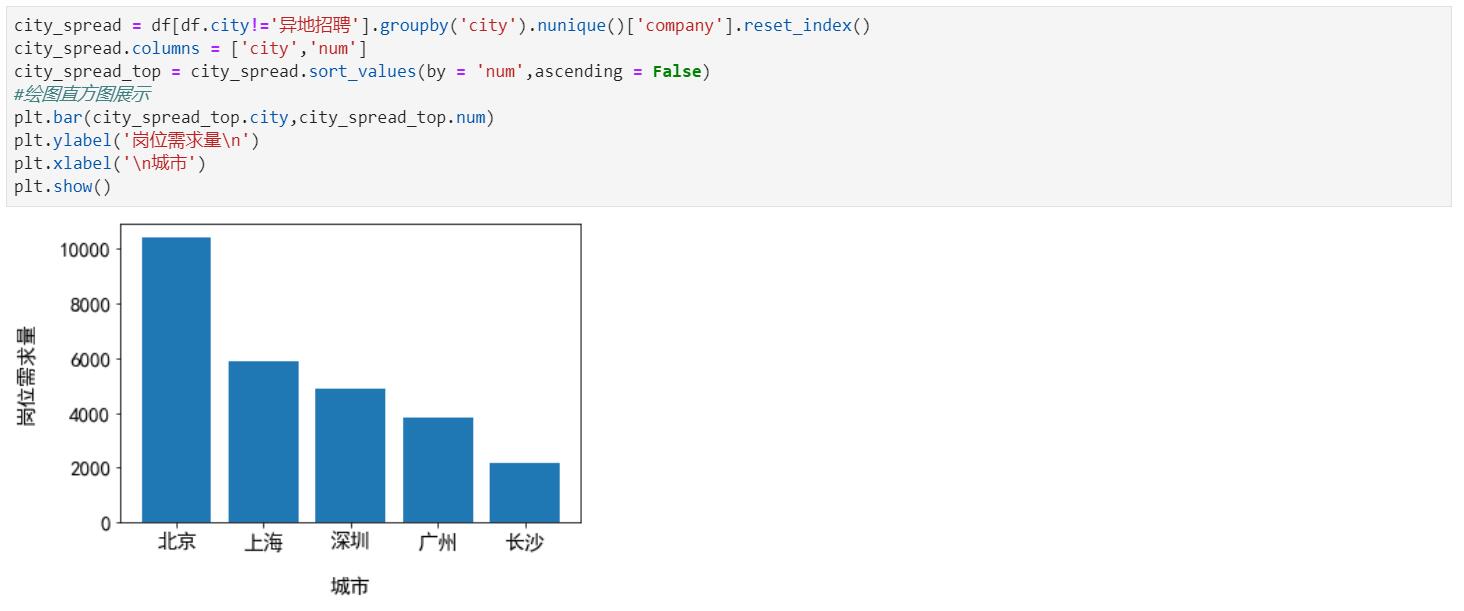 city_spread = df[df.city!='异地招聘'].groupby('city').nunique()['company'].reset_index()
city_spread.columns = ['city','num']
city_spread_top = city_spread.sort_values(by = 'num',ascending = False)
#绘图直方图展示
plt.bar(city_spread_top.city,city_spread_top.num)
plt.ylabel('岗位需求量\n')
plt.xlabel('\n城市')
plt.show()
岗位需求量
10000
8000
6000
4000
2000
0
北京 上海 深圳 广州 长沙
城市